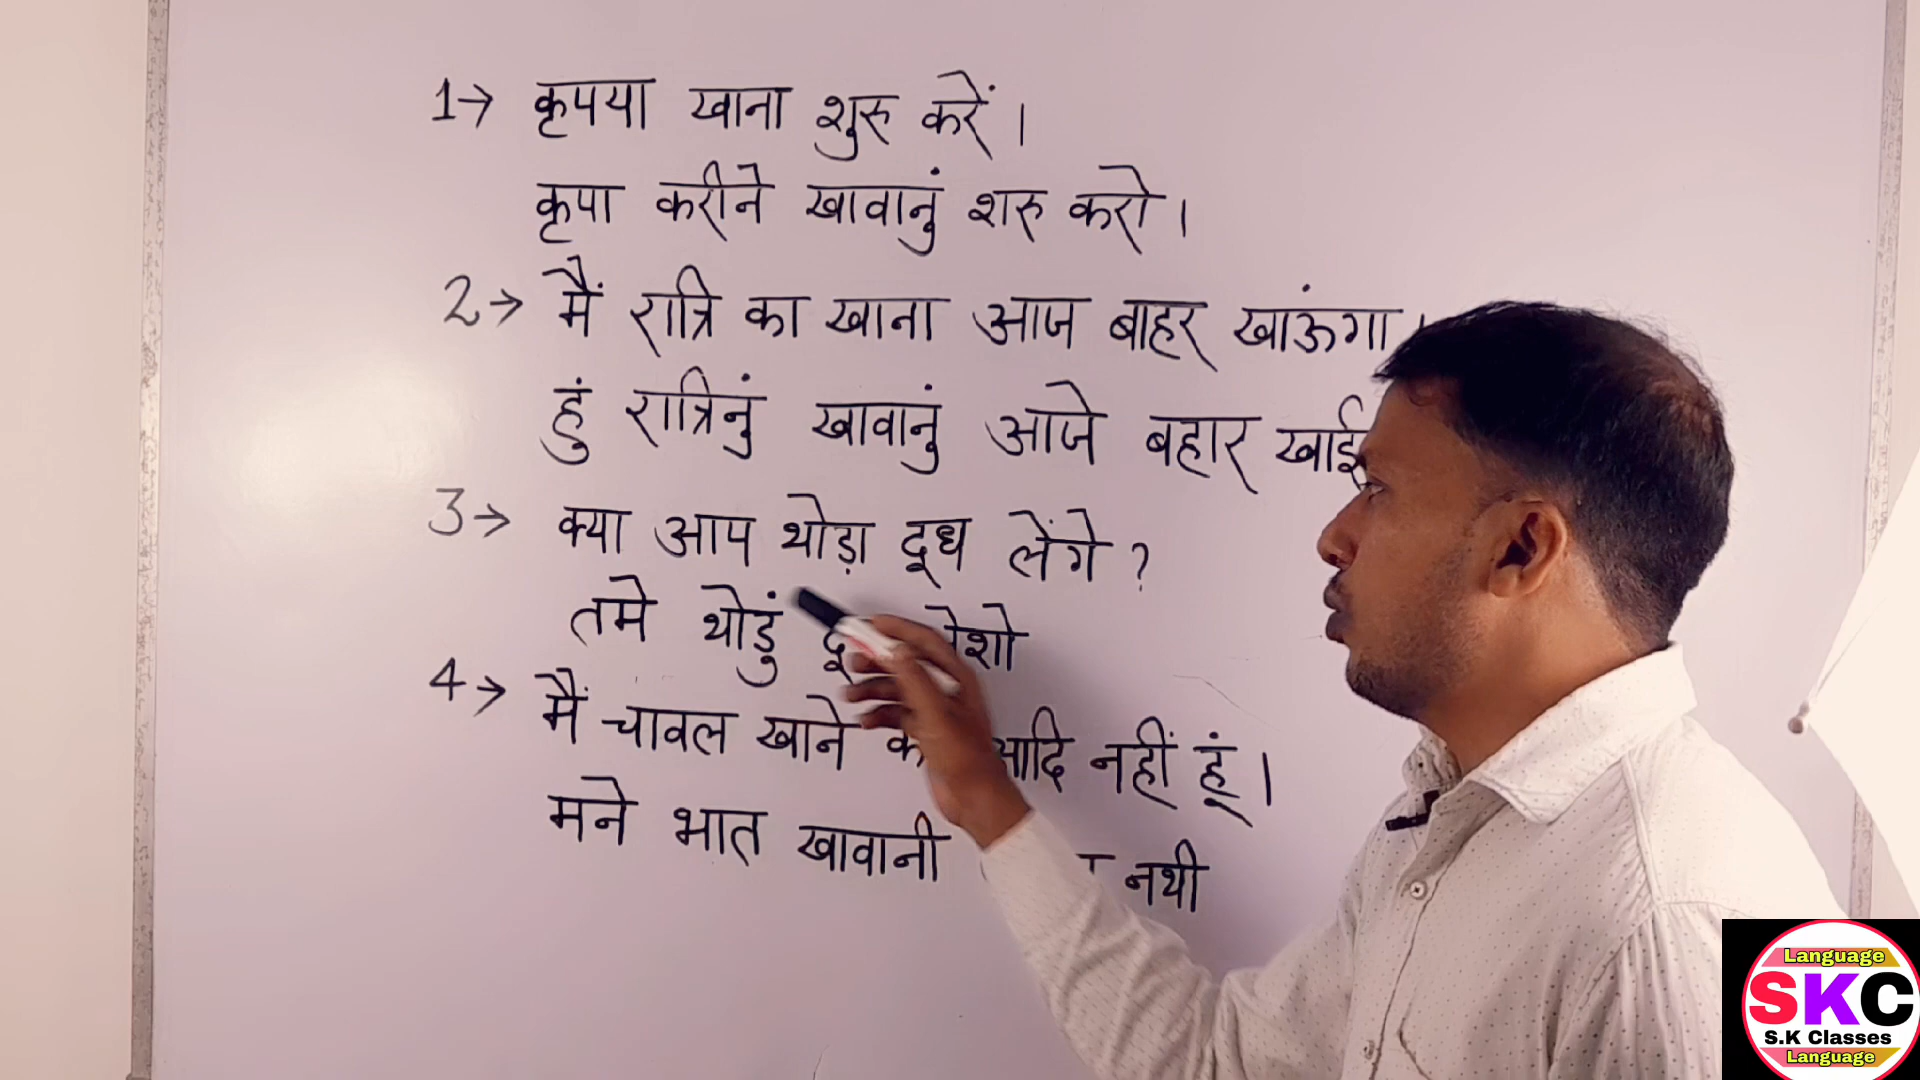 1→ कृपया खाना शुरु करें।
कृपा करीने खावानुं शरु करो।
2→ मैं रात्रि का खाना आज बाहर खाऊंगा।
हुं रात्रिनुं खावानुं आजे बहार खाई
3→ क्या आप थोड़ा दूध लेंगे?
तमे थोडुं
4→ मैं चावल खाने आदि नहीं हूं।
मने भात खावानी नथी
Language
SKC
S.K Classes
Language